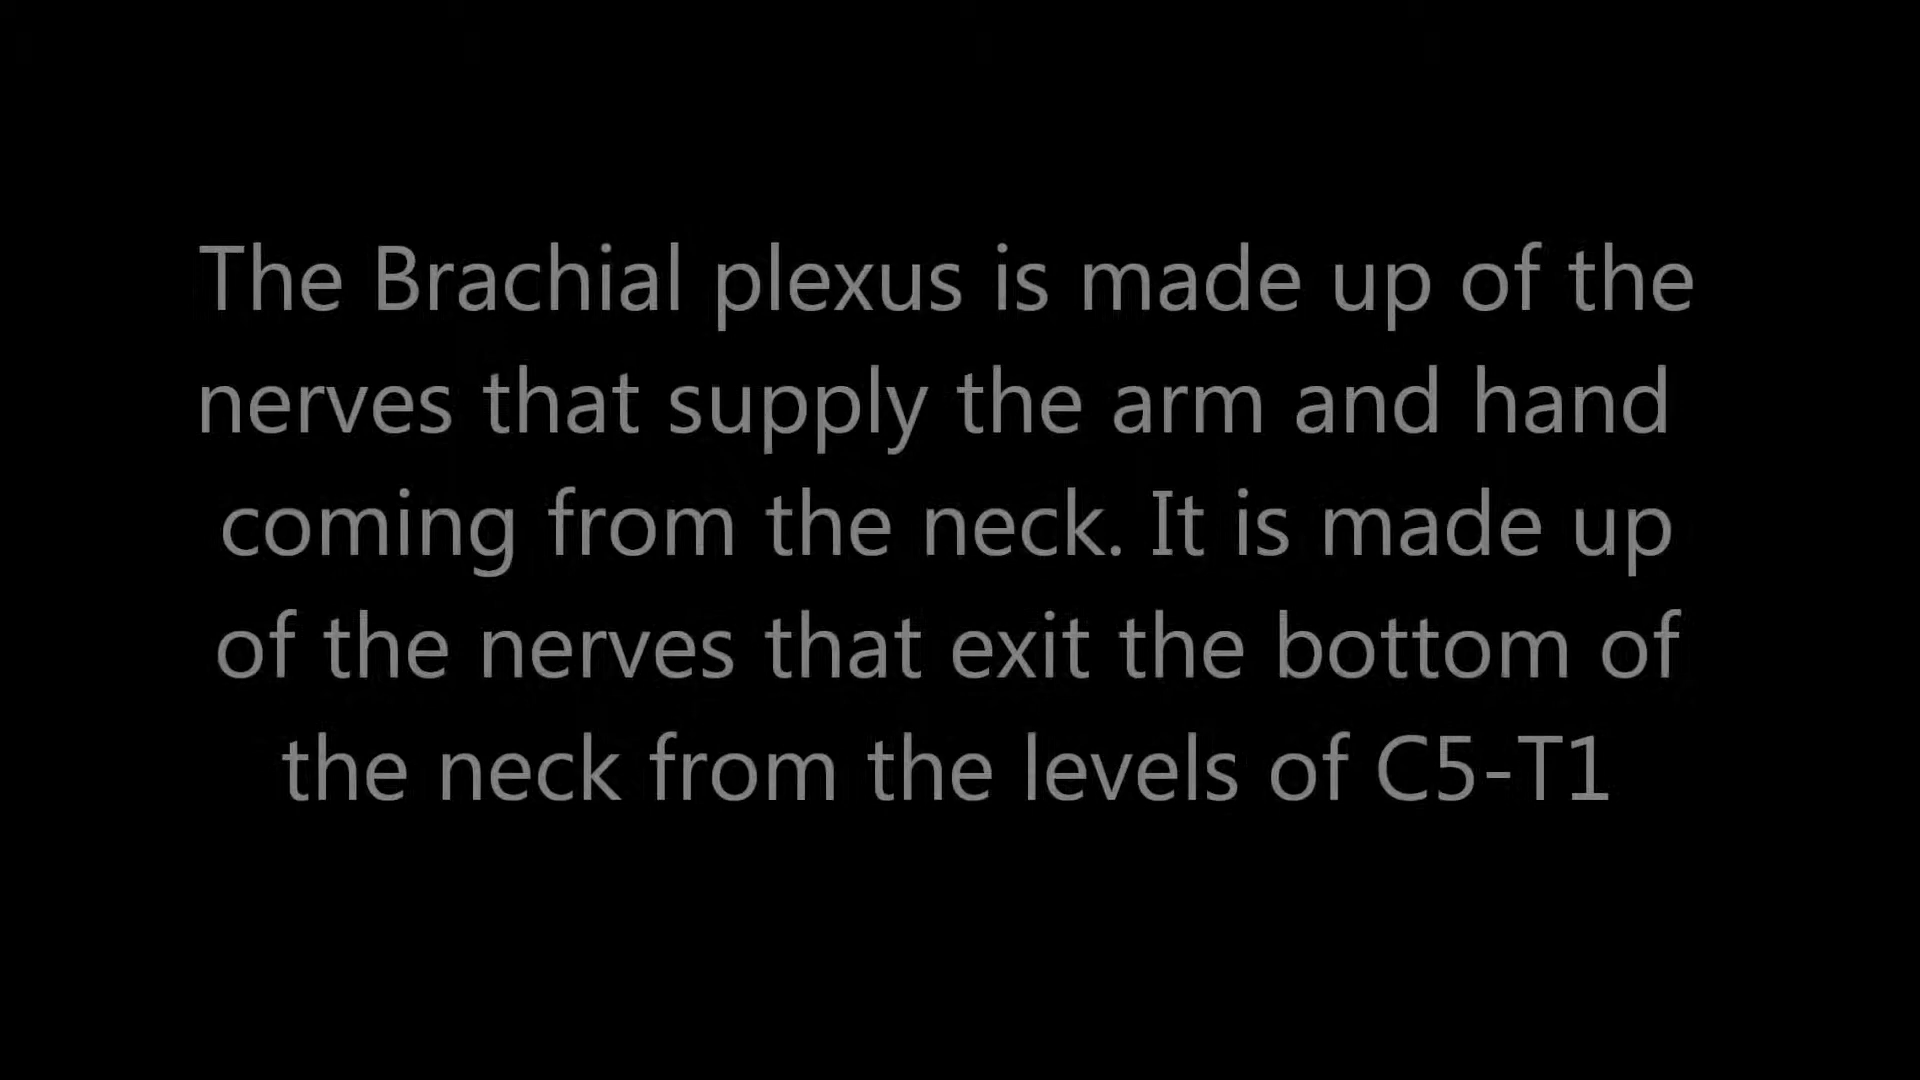 The Brachial plexus is made up of the
nerves that supply the arm and hand
coming from the neck. It is made up
of the nerves that exit the bottom of
the neck from the levels of C5-T1